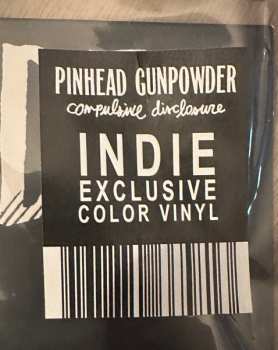 PINHEAD GUNPOWDER
compulsive disclosure
INDIE
EXCLUSIVE
COLOR VINYL